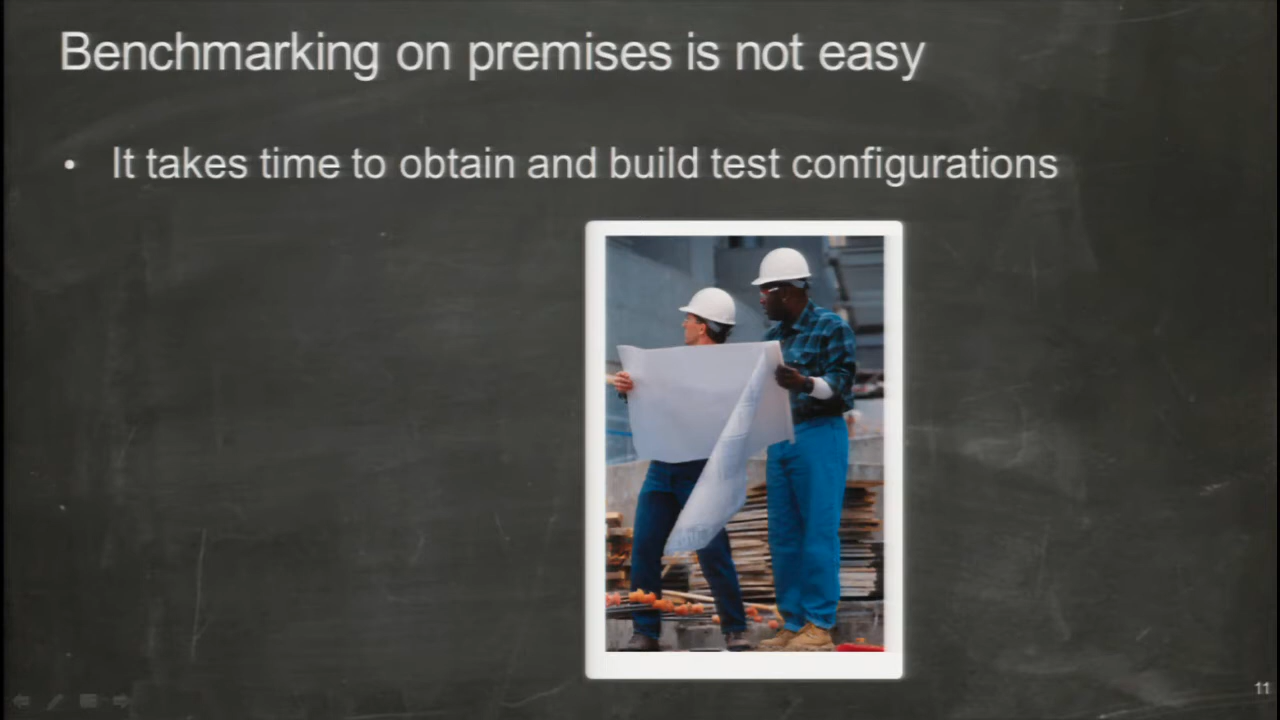 Benchmarking on premises is not easy
• It takes time to obtain and build test configurations
11